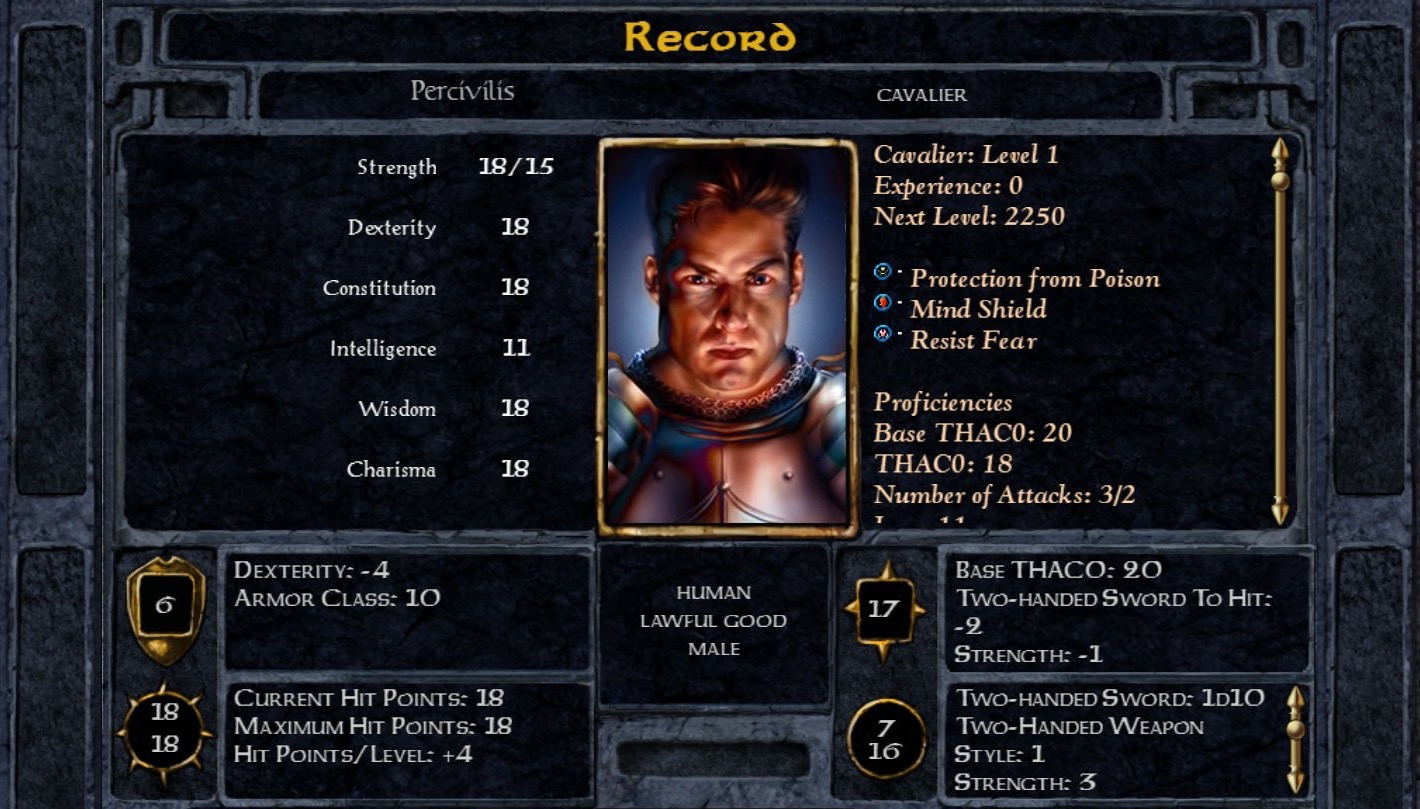 Record
Percivilis
CAVALIER
Strength 18/15
Dexterity 18
Constitution 18
Intelligence 11
Wisdom 18
Charisma 18
Cavalier: Level 1
Experience: 0
Next Level: 2250
Protection from Poison
Mind Shield
Resist Fear
Proficiencies
Base THAC0: 20
THAC0: 18
Number of Attacks: 3/2
6
Dexterity: -4
Armor Class: 10
18
18
Current Hit Points: 18
Maximum Hit Points: 18
Hit Points/Level: +4
HUMAN
LAWFUL GOOD
MALE
17
Base THAC0: 20
Two-handed Sword To Hit:
-2
Strength: -1
7
16
Two-handed Sword: 1d10
Two-Handed Weapon
Style: 1
Strength: 3